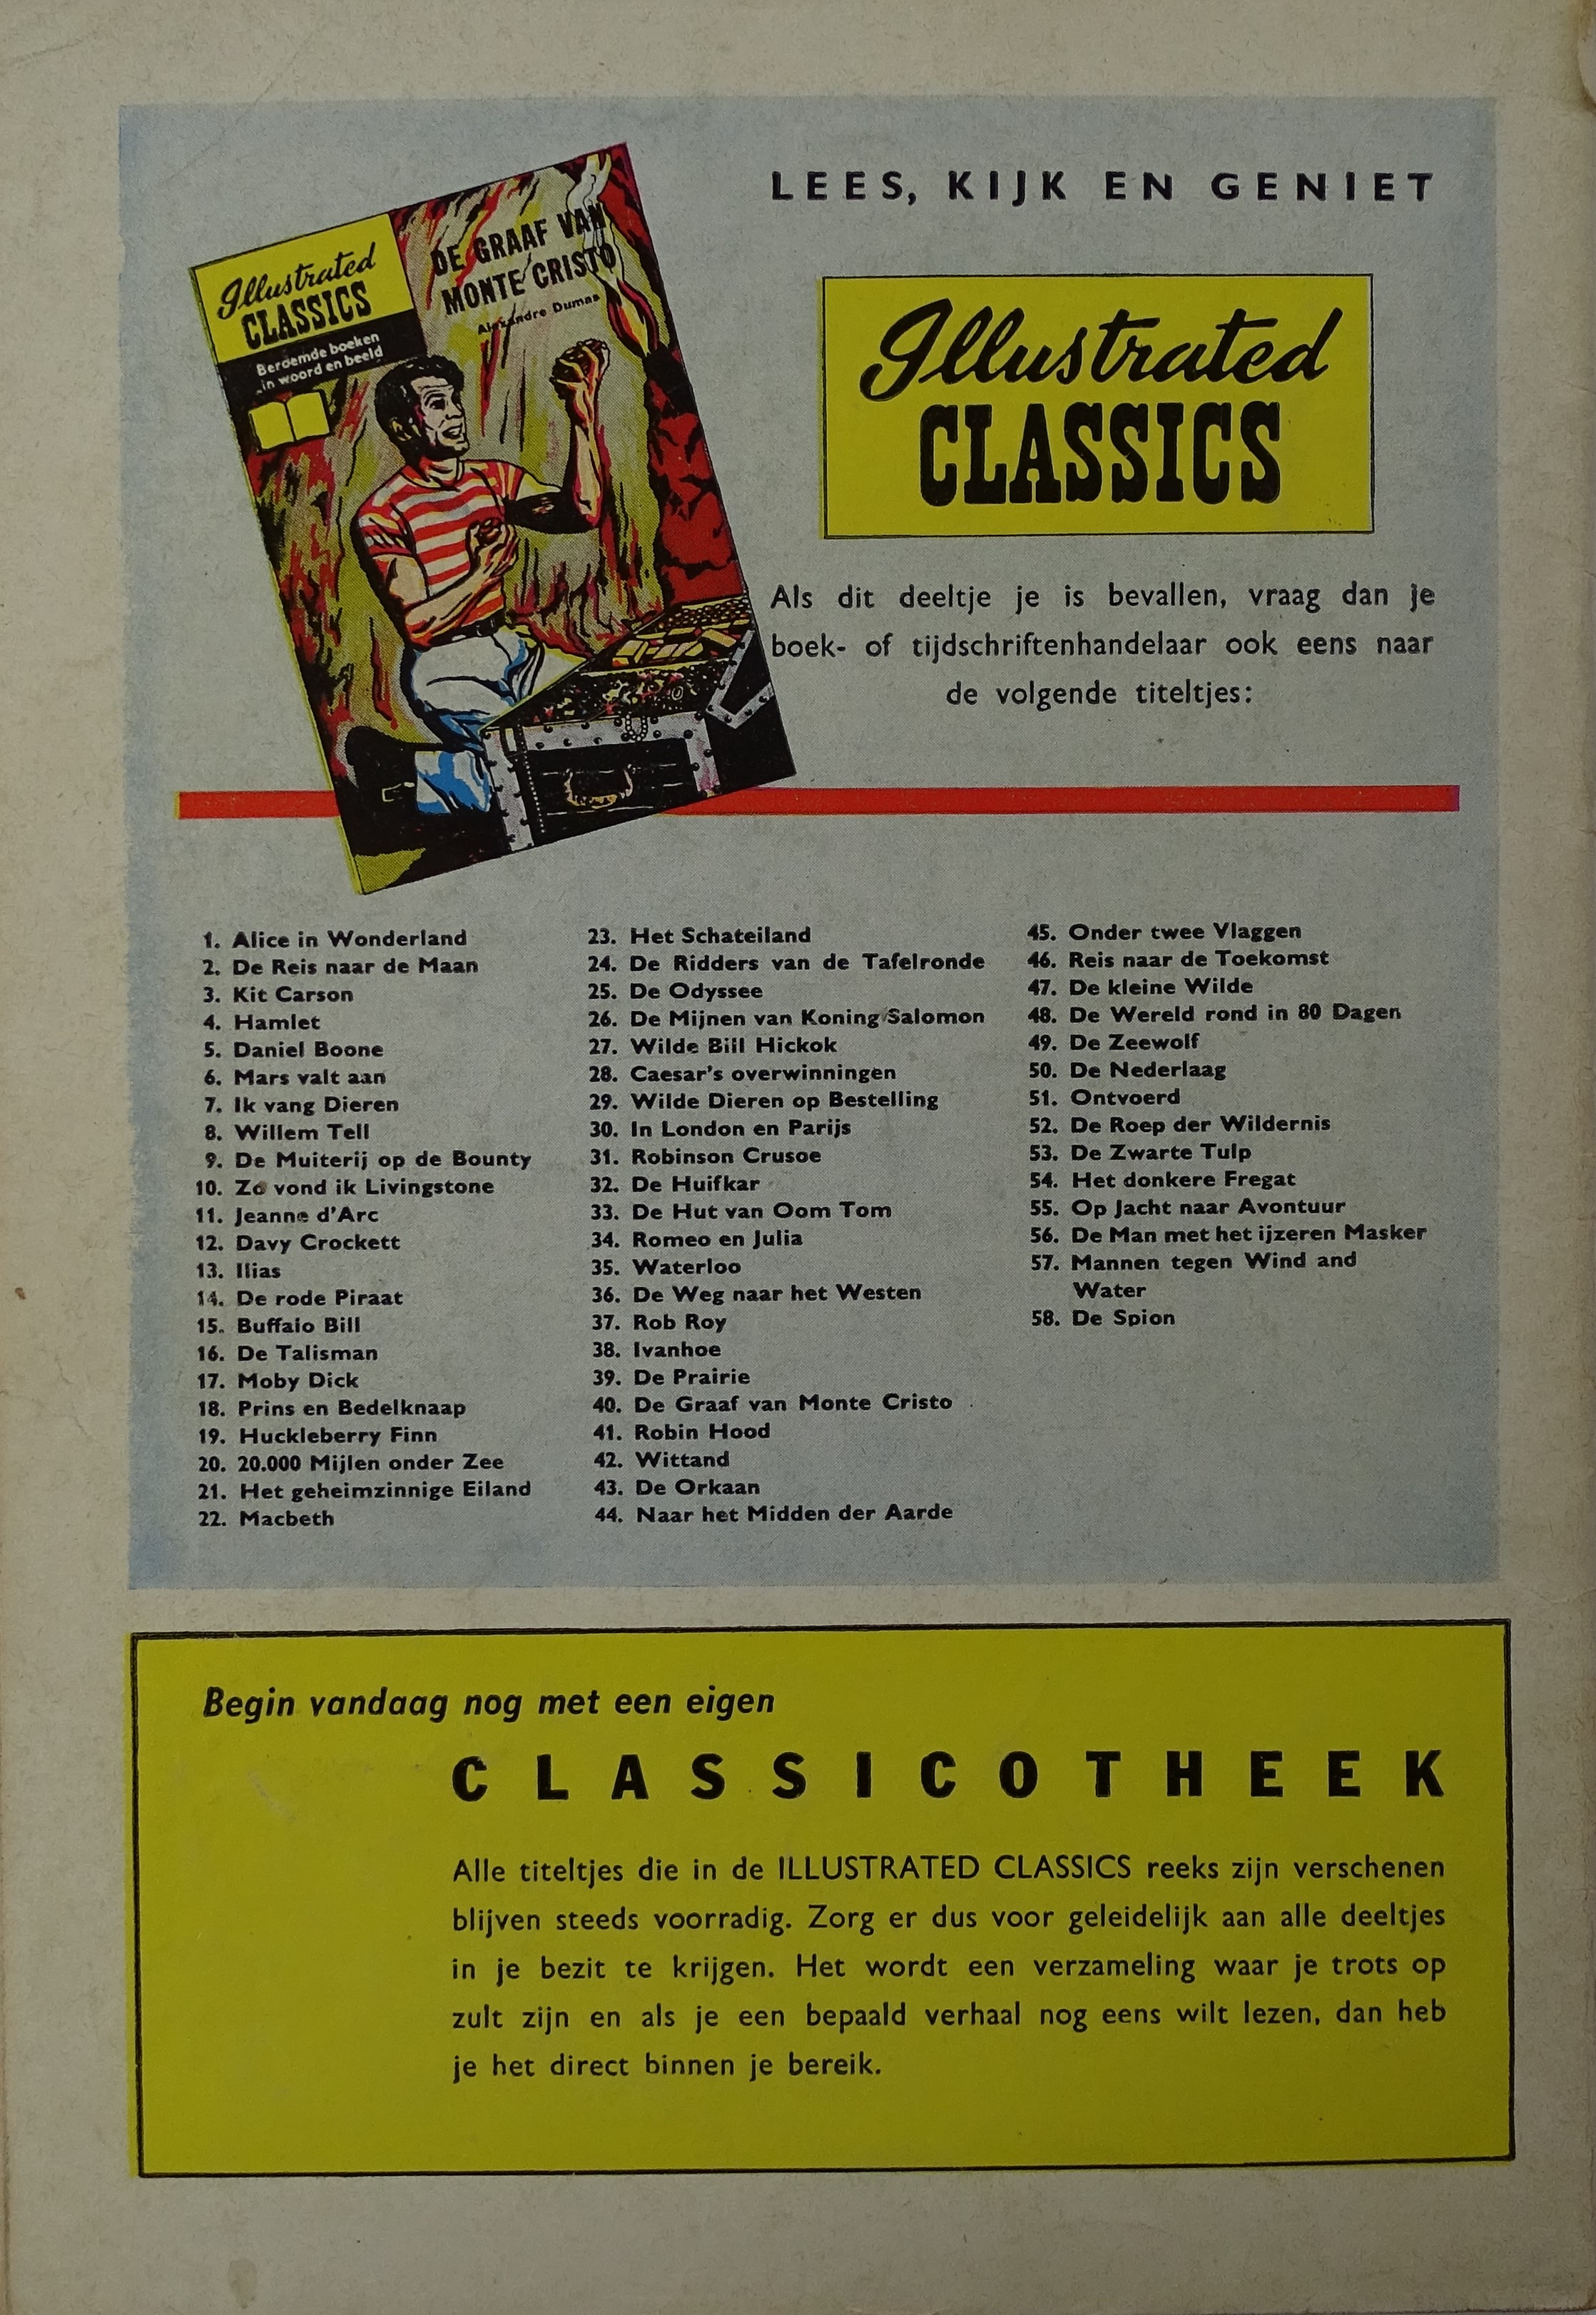 LEES, KIJK EN GENIET
Illustrated
CLASSICS
Beroemde boeken
in woord en beeld
DE GRAAF VAN
MONTE CRISTO
Alexandre Dumas
Illustrated
CLASSICS
Als dit deeltje je is bevallen, vraag dan je
boek- of tijdschriftenhandelaar ook eens naar
de volgende titeltjes:
1. Alice in Wonderland
2. De Reis naar de Maan
3. Kit Carson
4. Hamlet
5. Daniel Boone
6. Mars valt aan
7. Ik vang Dieren
8. Willem Tell
9. De Muiterij op de Bounty
10. Zo vond ik Livingstone
11. Jeanne d'Arc
12. Davy Crockett
13. Ilias
14. De rode Piraat
15. Buffalo Bill
16. De Talisman
17. Moby Dick
18. Prins en Bedelknaap
19. Huckleberry Finn
20. 20.000 Mijlen onder Zee
21. Het geheimzinnige Eiland
22. Macbeth
23. Het Schateiland
24. De Ridders van de Tafelronde
25. De Odyssee
26. De Mijnen van Koning Salomon
27. Wilde Bill Hickok
28. Caesar's overwinningen
29. Wilde Dieren op Bestelling
30. In London en Parijs
31. Robinson Crusoe
32. De Huifkar
33. De Hut van Oom Tom
34. Romeo en Julia
35. Waterloo
36. De Weg naar het Westen
37. Rob Roy
38. Ivanhoe
39. De Prairie
40. De Graaf van Monte Cristo
41. Robin Hood
42. Wittand
43. De Orkaan
44. Naar het Midden der Aarde
45. Onder twee Vlaggen
46. Reis naar de Toekomst
47. De kleine Wilde
48. De Wereld rond in 80 Dagen
49. De Zeewolf
50. De Nederlaag
51. Ontvoerd
52. De Roep der Wildernis
53. De Zwarte Tulp
54. Het donkere Fregat
55. Op Jacht naar Avontuur
56. De Man met het ijzeren Masker
57. Mannen tegen Wind and
Water
58. De Spion
Begin vandaag nog met een eigen
CLASSICOTHEEK
Alle titeltjes die in de ILLUSTRATED CLASSICS reeks zijn verschenen
blijven steeds voorradig. Zorg er dus voor geleidelijk aan alle deeltjes
in je bezit te krijgen. Het wordt een verzameling waar je trots op
zult zijn en als je een bepaald verhaal nog eens wilt lezen, dan heb
je het direct binnen je bereik.